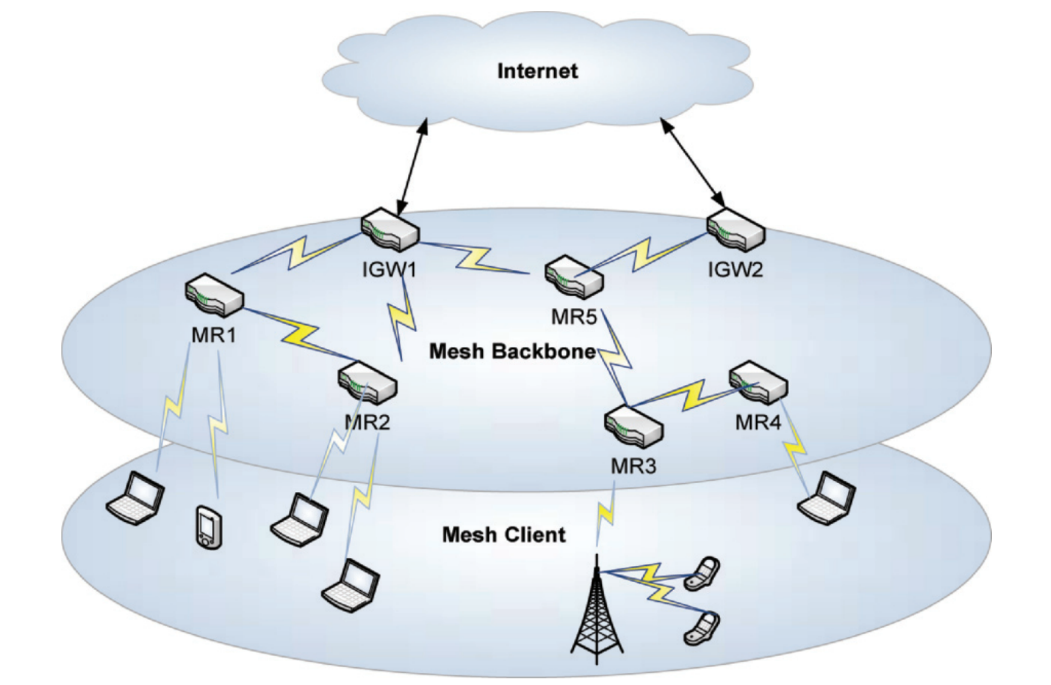 Internet
IGW1
IGW2
MR1
MR5
Mesh Backbone
MR2
MR4
MR3
Mesh Client